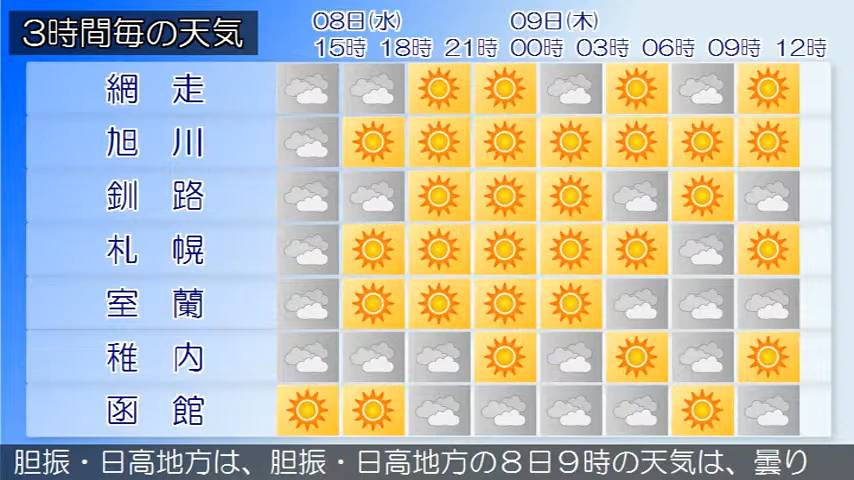 3時間毎の天気
08日(水) 09日(木)
15時 18時 21時 00時 03時 06時 09時 12時
網走
旭川
釧路
札幌
室蘭
稚内
函館
胆振・日高地方は、胆振・日高地方の8日9時の天気は、曇り